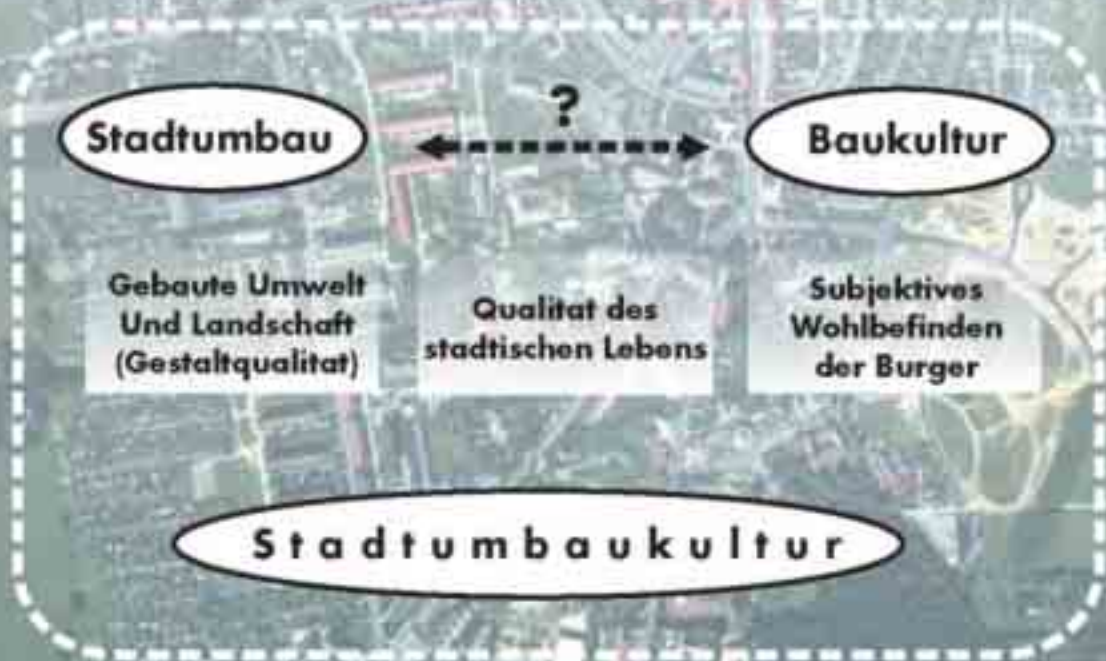 Stadtumbau
?
Baukultur
Gebaute Umwelt
Und Landschaft
(Gestaltqualitat)
Qualitat des
stadtischen Lebens
Subjektives
Wohlbefinden
der Burger
Stadtumbaukultur